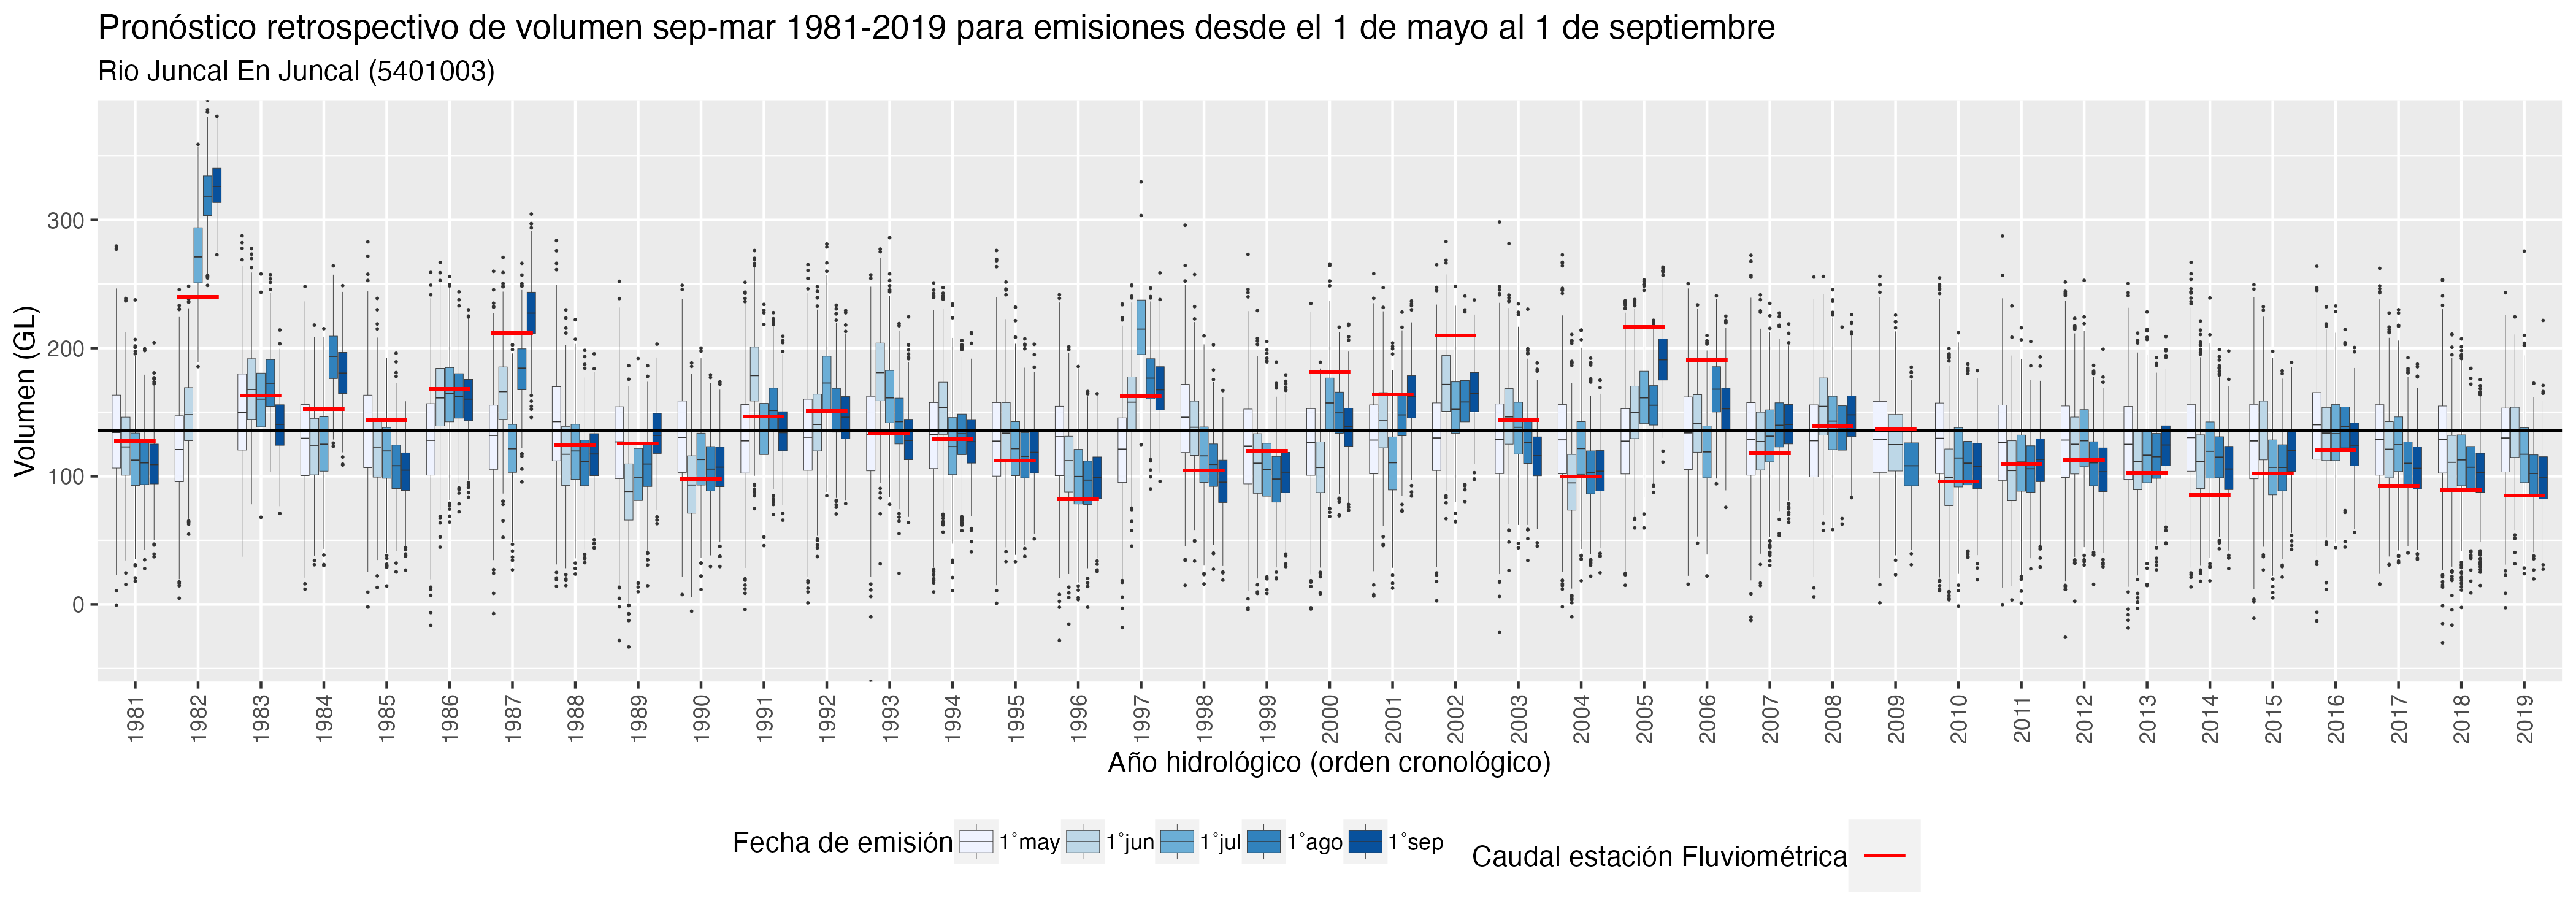 Pronóstico retrospectivo de volumen sep-mar 1981-2019 para emisiones desde el 1 de mayo al 1 de septiembre
Rio Juncal En Juncal (5401003)
Volumen (GL)
300
200
100
0
1981 1982 1983 1984 1985 1986 1987 1988 1989 1990 1991 1992 1993 1994 1995 1996 1997 1998 1999 2000 2001 2002 2003 2004 2005 2006 2007 2008 2009 2010 2011 2012 2013 2014 2015 2016 2017 2018 2019
Año hidrológico (orden cronológico)
Fecha de emisión 1°may 1°jun 1°jul 1°ago 1°sep Caudal estación Fluviométrica